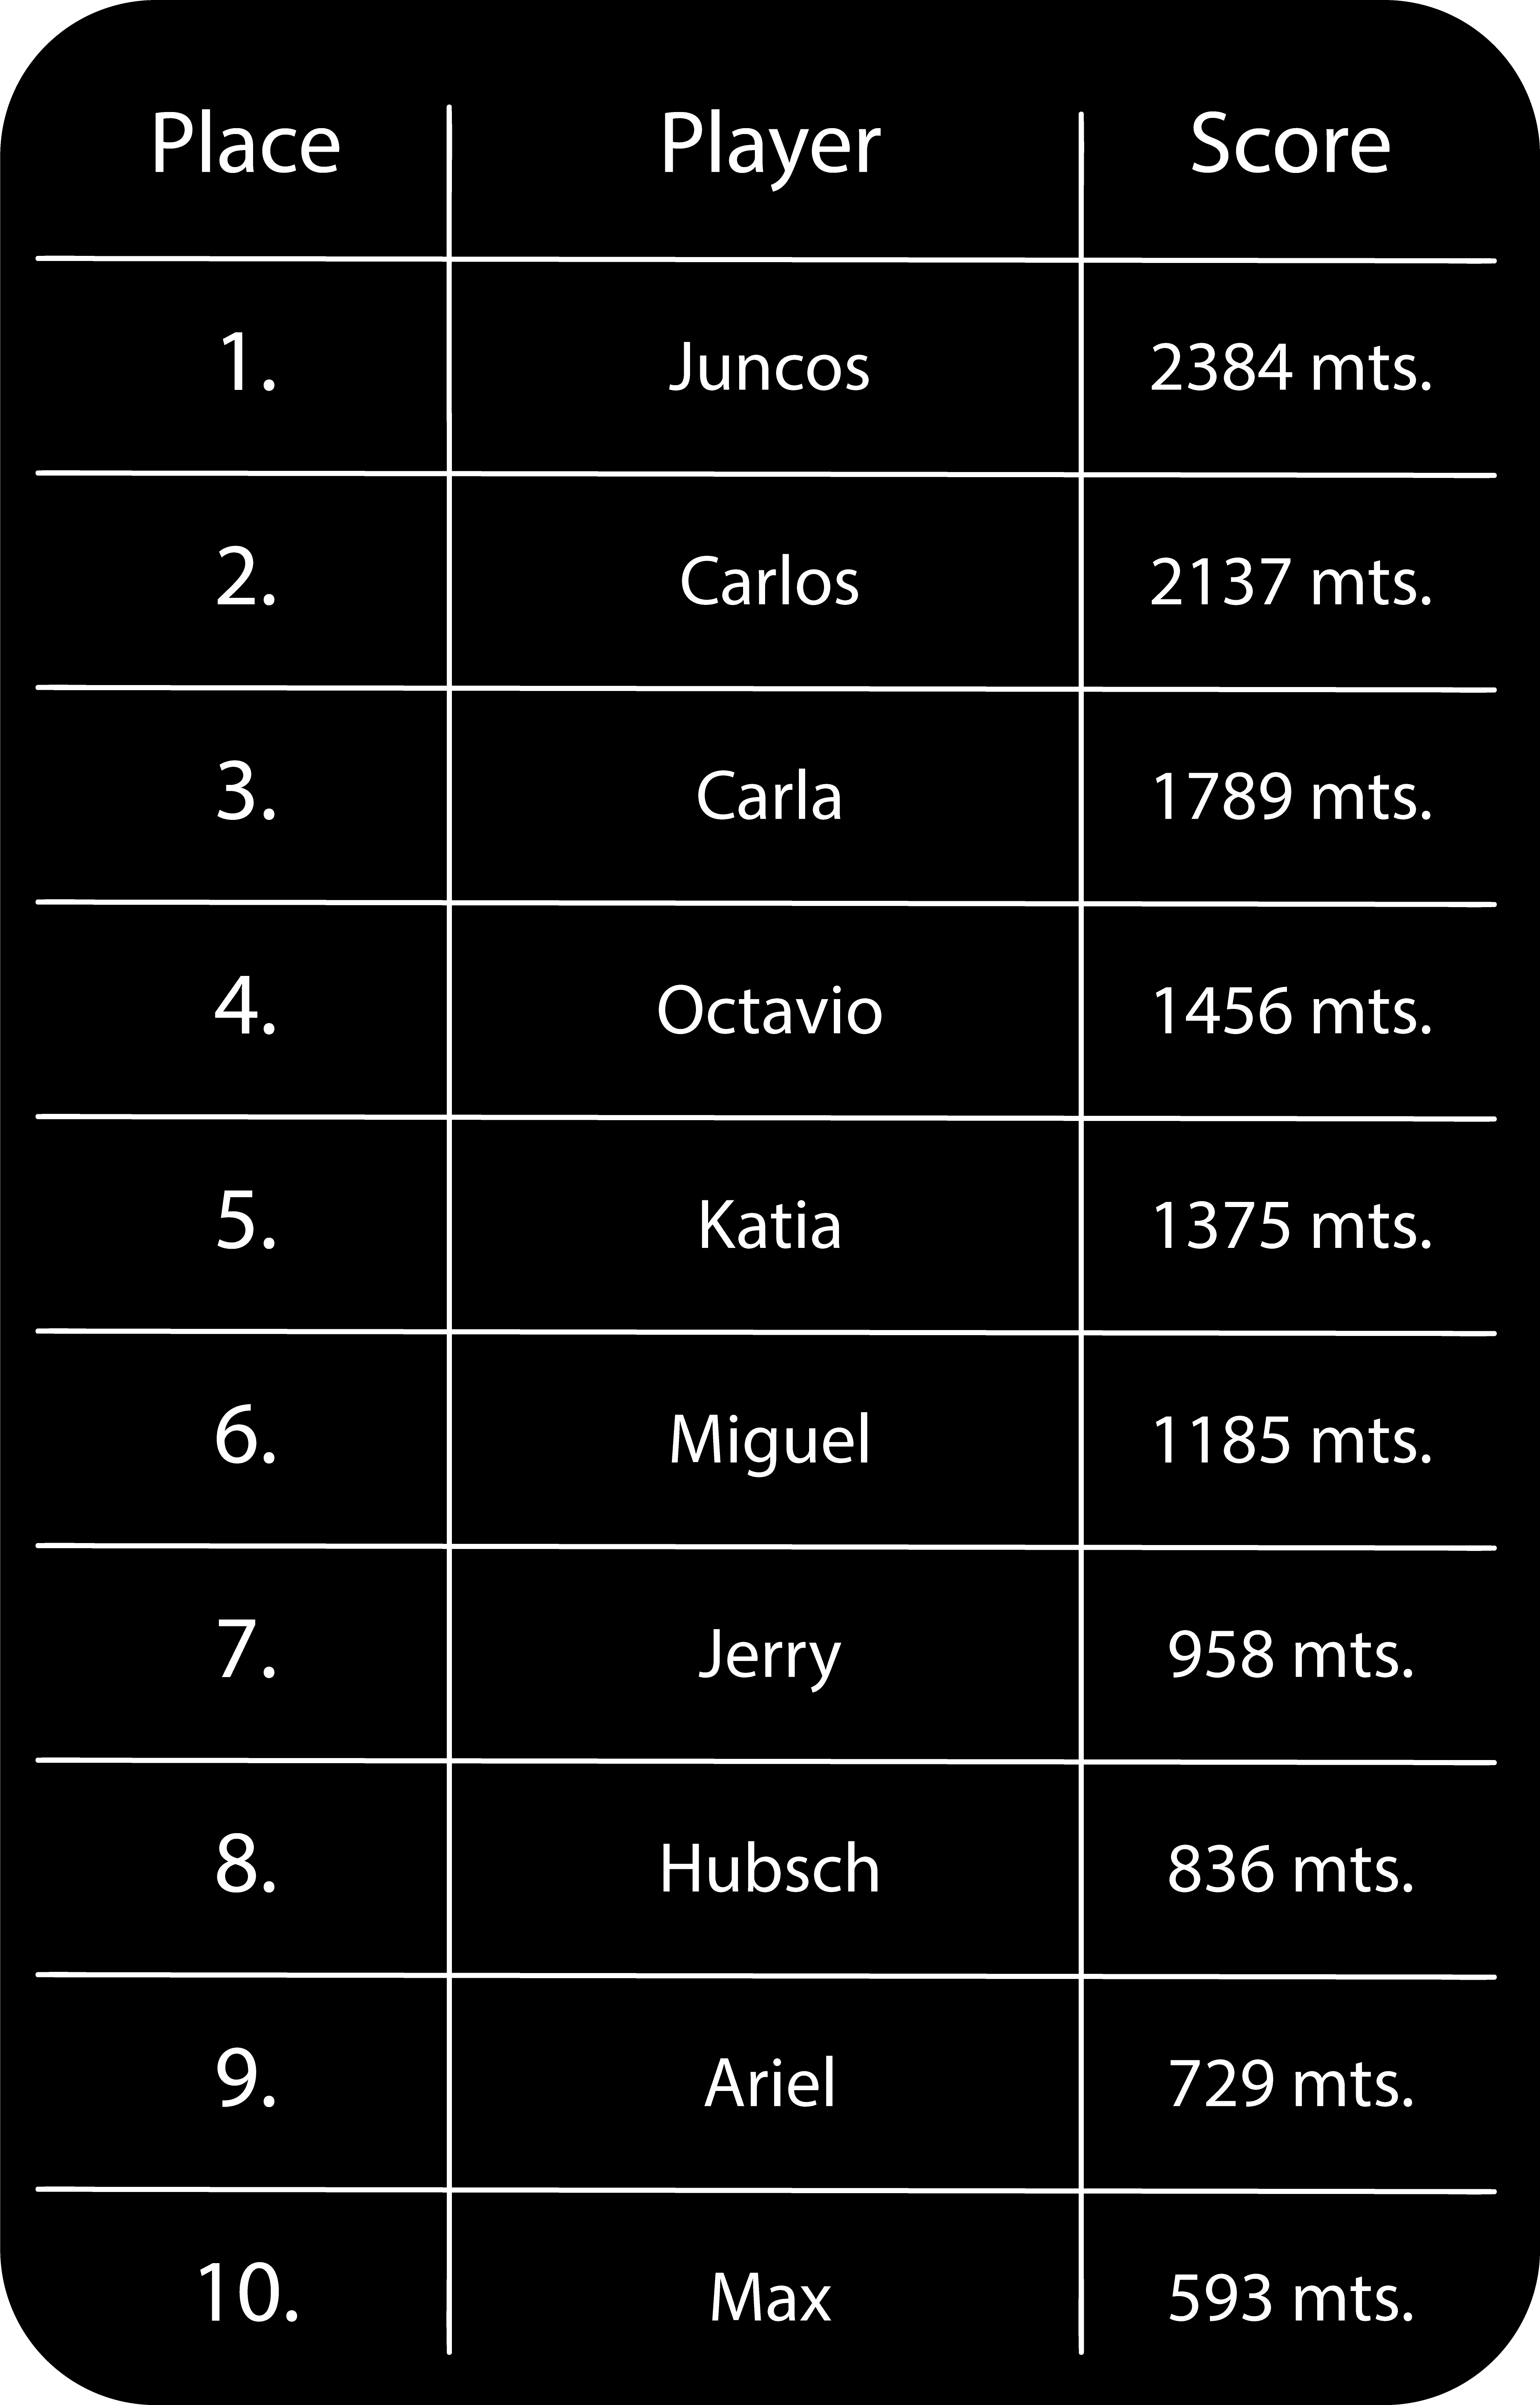 Place Player Score
1. Juncos 2384 mts.
2. Carlos 2137 mts.
3. Carla 1789 mts.
4. Octavio 1456 mts.
5. Katia 1375 mts.
6. Miguel 1185 mts.
7. Jerry 958 mts.
8. Hubsch 836 mts.
9. Ariel 729 mts.
10. Max 593 mts.